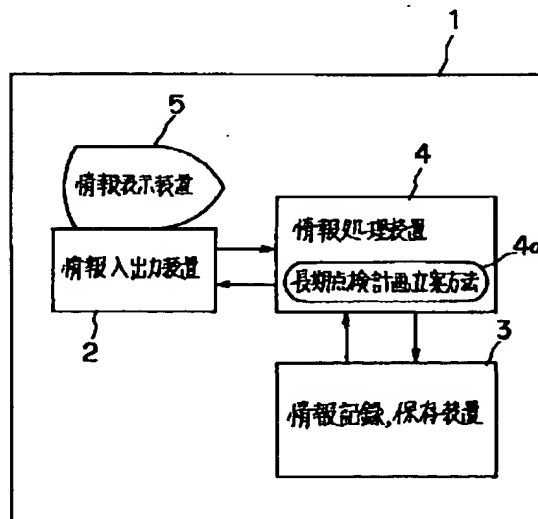 1
5
情報表示装置
4
情報処理装置
4a
情報入出力装置
長期点検計画立案方法
2
3
情報記録,保存装置